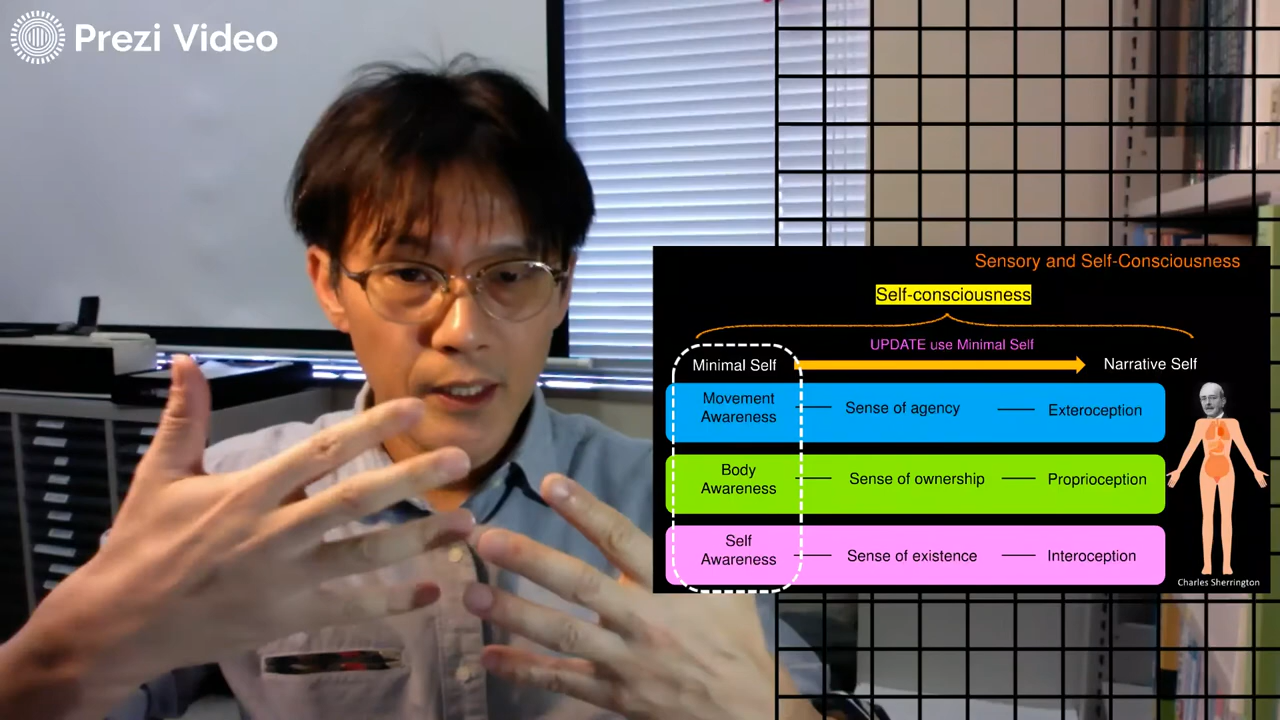 Prezi Video
Sensory and Self-Consciousness
Self-consciousness
UPDATE use Minimal Self
Minimal Self
Narrative Self
Movement
Awareness
Sense of agency
Exteroception
Body
Awareness
Sense of ownership
Proprioception
Self
Awareness
Sense of existence
Interoception
Charles Sherrington